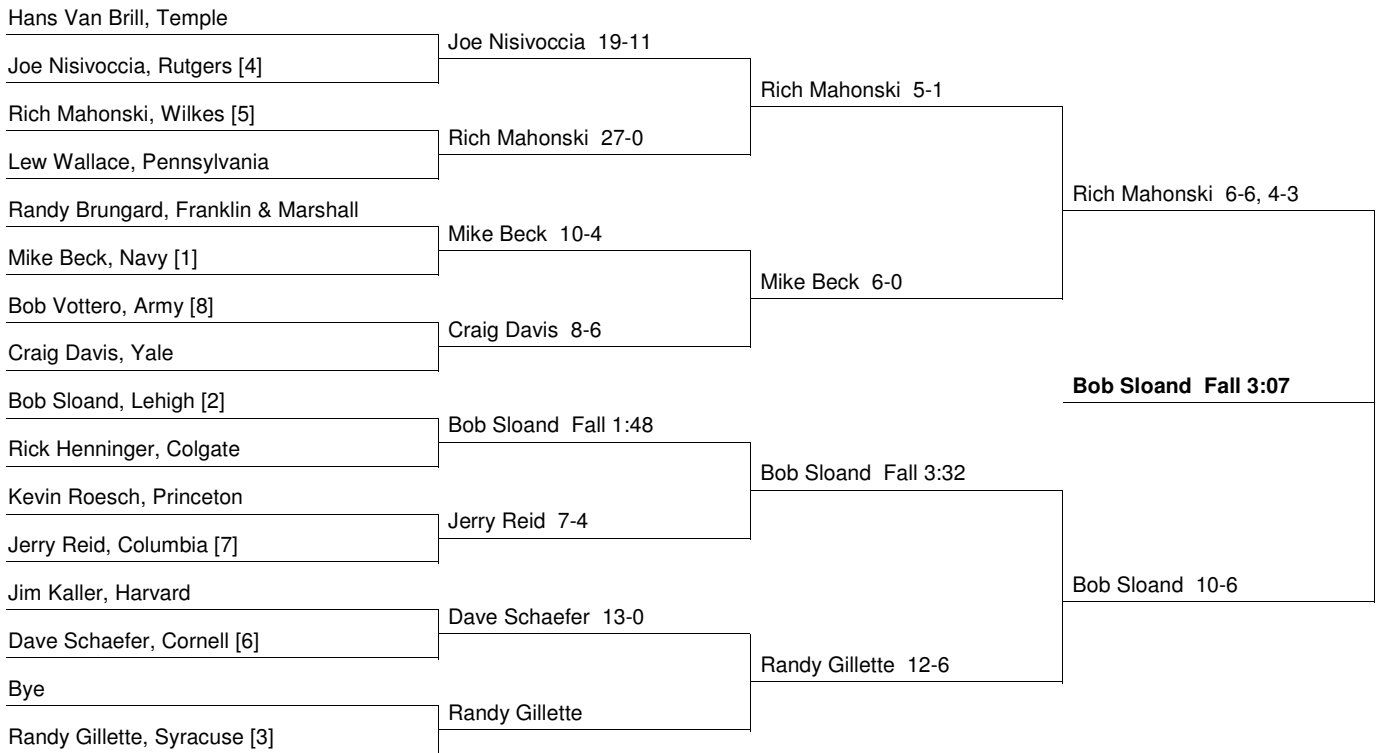 Hans Van Brill, Temple
Joe Nisivoccia, Rutgers [4]
Rich Mahonski, Wilkes [5]
Lew Wallace, Pennsylvania
Randy Brungard, Franklin & Marshall
Mike Beck, Navy [1]
Bob Vottero, Army [8]
Craig Davis, Yale
Bob Sloand, Lehigh [2]
Rick Henninger, Colgate
Kevin Roesch, Princeton
Jerry Reid, Columbia [7]
Jim Kaller, Harvard
Dave Schaefer, Cornell [6]
Bye
Randy Gillette, Syracuse [3]
Joe Nisivoccia 19-11
Rich Mahonski 27-0
Mike Beck 10-4
Craig Davis 8-6
Bob Sloand Fall 1:48
Jerry Reid 7-4
Dave Schaefer 13-0
Randy Gillette
Rich Mahonski 5-1
Mike Beck 6-0
Bob Sloand Fall 3:32
Randy Gillette 12-6
Rich Mahonski 6-6, 4-3
Bob Sloand 10-6
Bob Sloand Fall 3:07